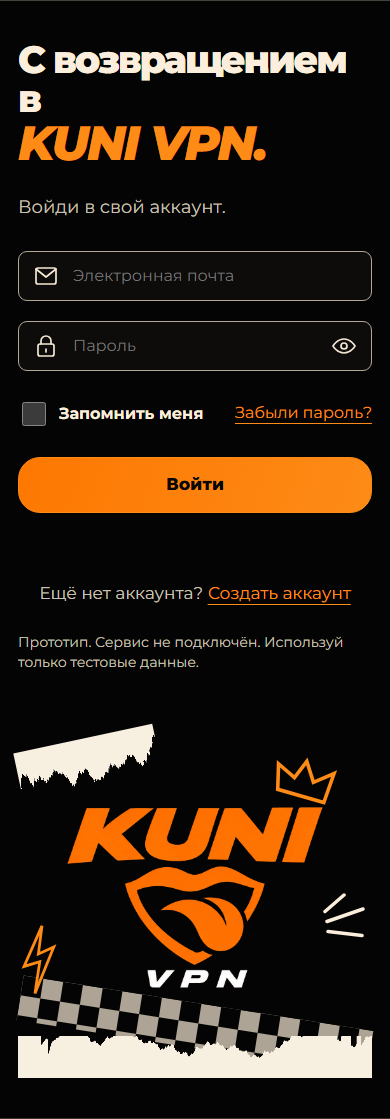 С возвращением
в
KUNI VPN.
Войди в свой аккаунт.
Электронная почта
Пароль
Запомнить меня
Забыли пароль?
Войти
Ещё нет аккаунта? Создать аккаунт
Прототип. Сервис не подключён. Используй
только тестовые данные.
KUNI
VPN